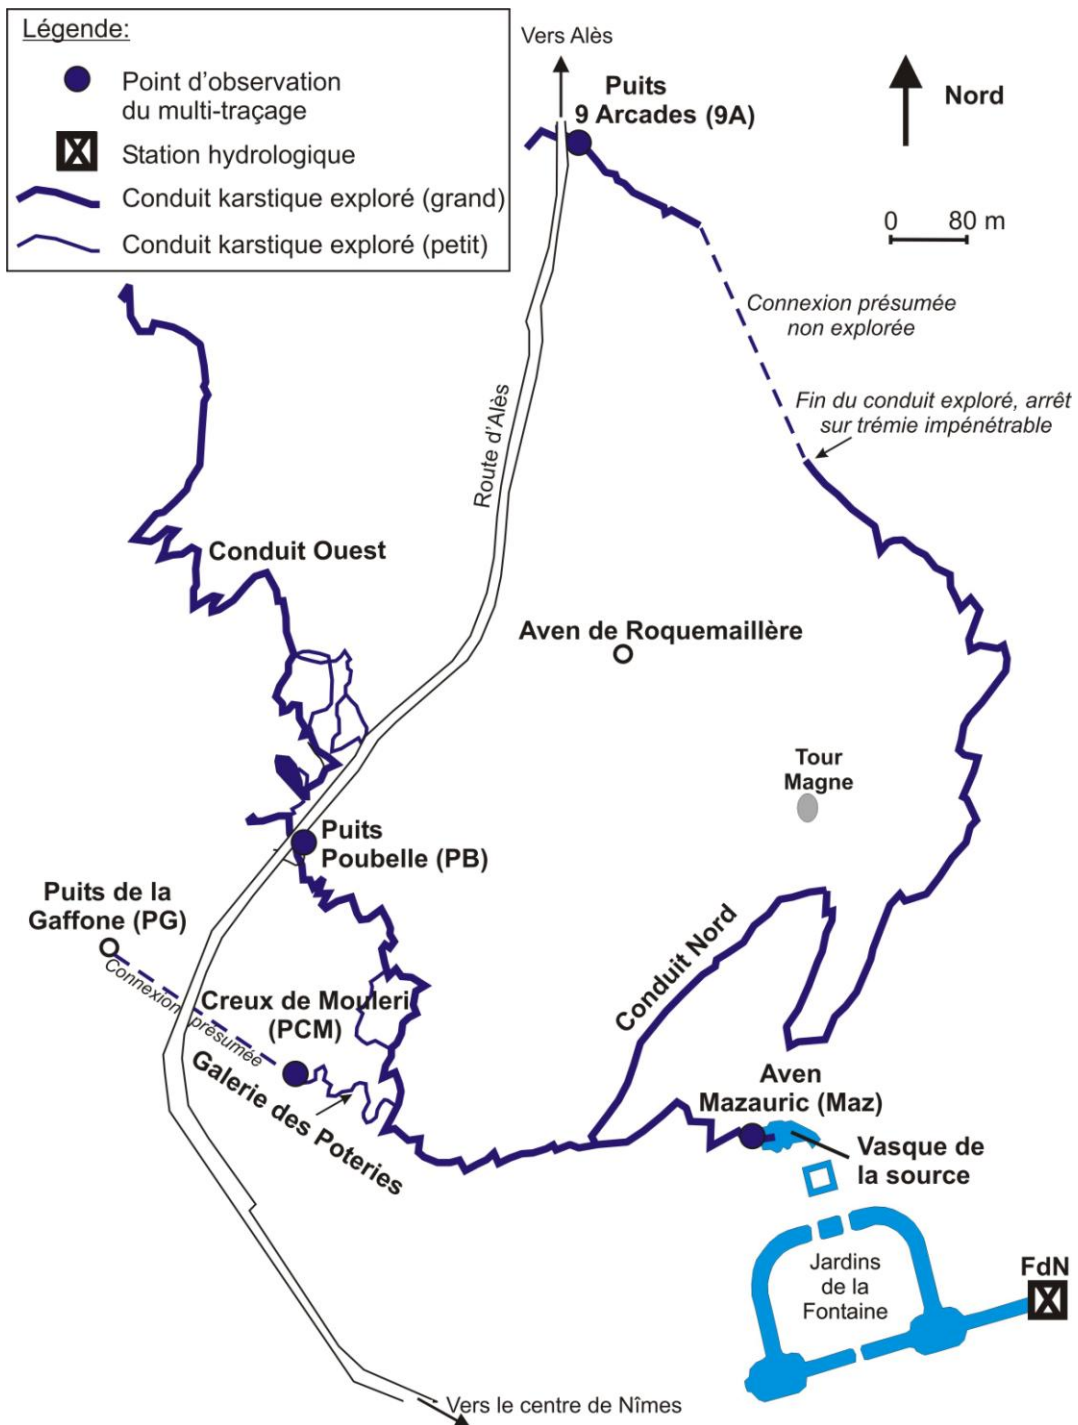 Légende:
Point d'observation
du multi-traçage
Station hydrologique
Conduit karstique exploré (grand)
Conduit karstique exploré (petit)
Vers Alès
Puits
9 Arcades (9A)
Nord
0 80 m
Connexion présumée
non explorée
Fin du conduit exploré, arrêt
sur trémie impénétrable
Route d'Alès
Conduit Ouest
Aven de Roquemaillère
Tour
Magne
Puits
Poubelle (PB)
Puits de la
Gaffone (PG)
Connexion présumée
Creux de Mouleri
(PCM)
Galerie des Poteries
Conduit Nord
Aven
Mazauric (Maz)
Vasque de
la source
Jardins
de la
Fontaine
FdN
Vers le centre de Nîmes